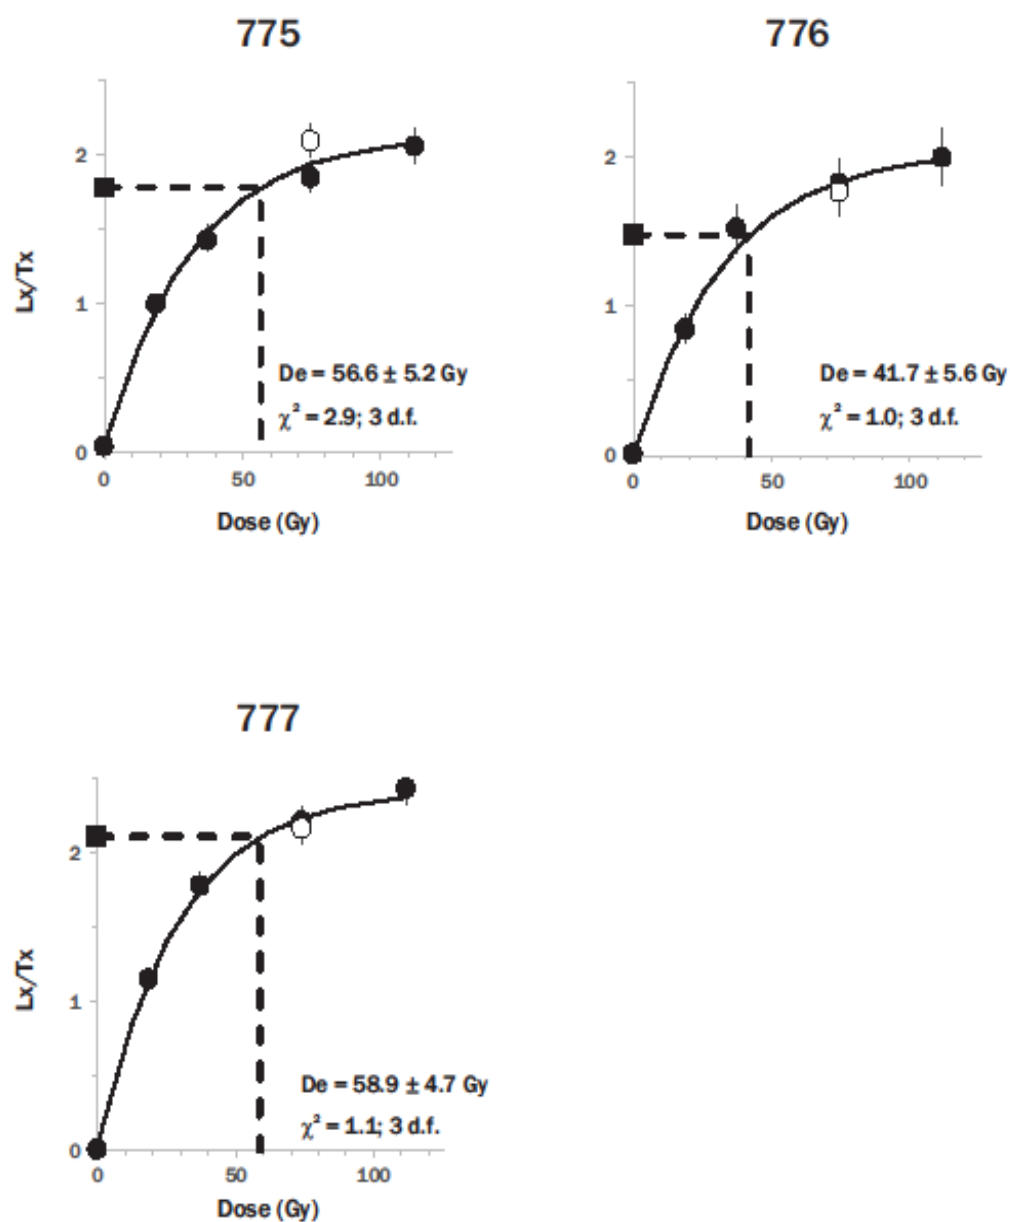 775
2
1
0
Lx/Tx
0 50 100
Dose (Gy)
De = 56.6 ± 5.2 Gy
χ² = 2.9; 3 d.f.
776
2
1
0
0 50 100
Dose (Gy)
De = 41.7 ± 5.6 Gy
χ² = 1.0; 3 d.f.
777
2
1
0
Lx/Tx
0 50 100
Dose (Gy)
De = 58.9 ± 4.7 Gy
χ² = 1.1; 3 d.f.